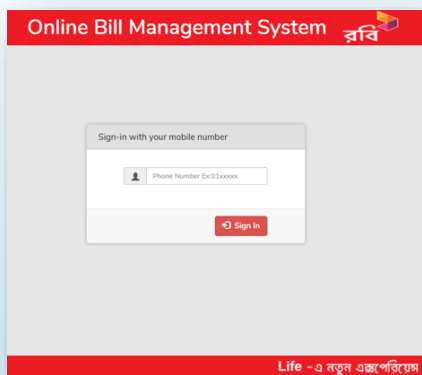 Online Bill Management System রবি
Sign-in with your mobile number
Phone Number Ex:01xxxxx
Sign In
Life -এ নতুন এক্সপেরিয়েন্স